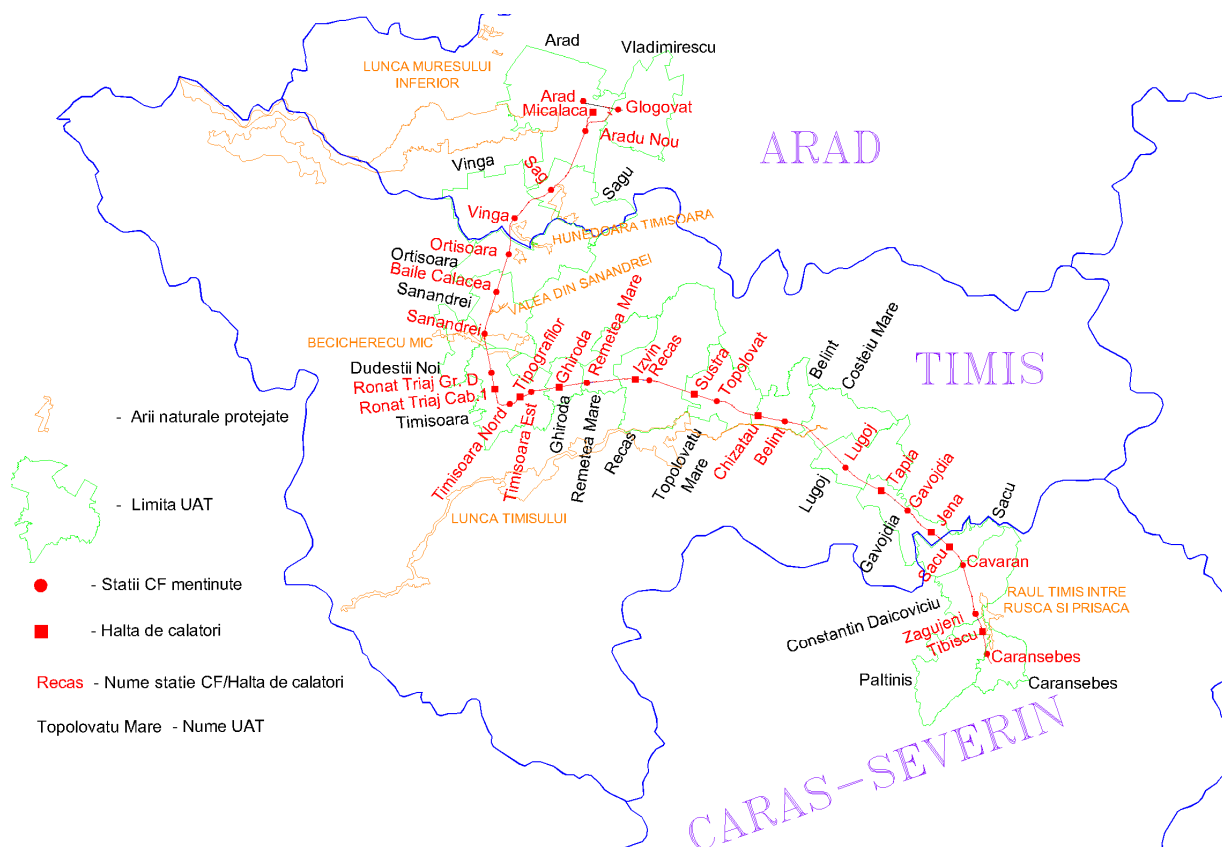 Arad
Vladimirescu
LUNCA MURESULUI
INFERIOR
Arad
Micalaca
Glogovat
Aradu Nou
ARAD
Vinga
Sag
Sagu
Vinga
HUNEDOARA TIMISOARA
Ortisoara
Ortisoara
Baile Calacea
Sanandrei
VALEA DIN SANANDREI
Sanandrei
BECICHERECU MIC
Dudestii Noi
Ronat Triaj Gr. D
Ronat Triaj Cab.1
Timisoara
Timisoara Nord
Tipografilor
Timisoara Est
Ghiroda
Ghiroda
Remetea Mare
Remetea Mare
Izvin
Recas
Recas
Sustra
Topolovat
Topolovatu
Mare
Chizatau
Belint
Belint
Costeiu Mare
TIMIS
Lugoj
Lugoj
Tapia
Gavojdia
Gavojdia
Jena
Sacu
Sacu
Cavaran
LUNCA TIMISULUI
RAUL TIMIS INTRE
RUSCA SI PRISACA
Constantin Daicoviciu
Zagujeni
Tibiscu
Caransebes
Paltinis
Caransebes
CARAS-SEVERIN
- Arii naturale protejate
- Limita UAT
- Statii CF mentinute
- Halta de calatori
Recas - Nume statie CF/Halta de calatori
Topolovatu Mare - Nume UAT